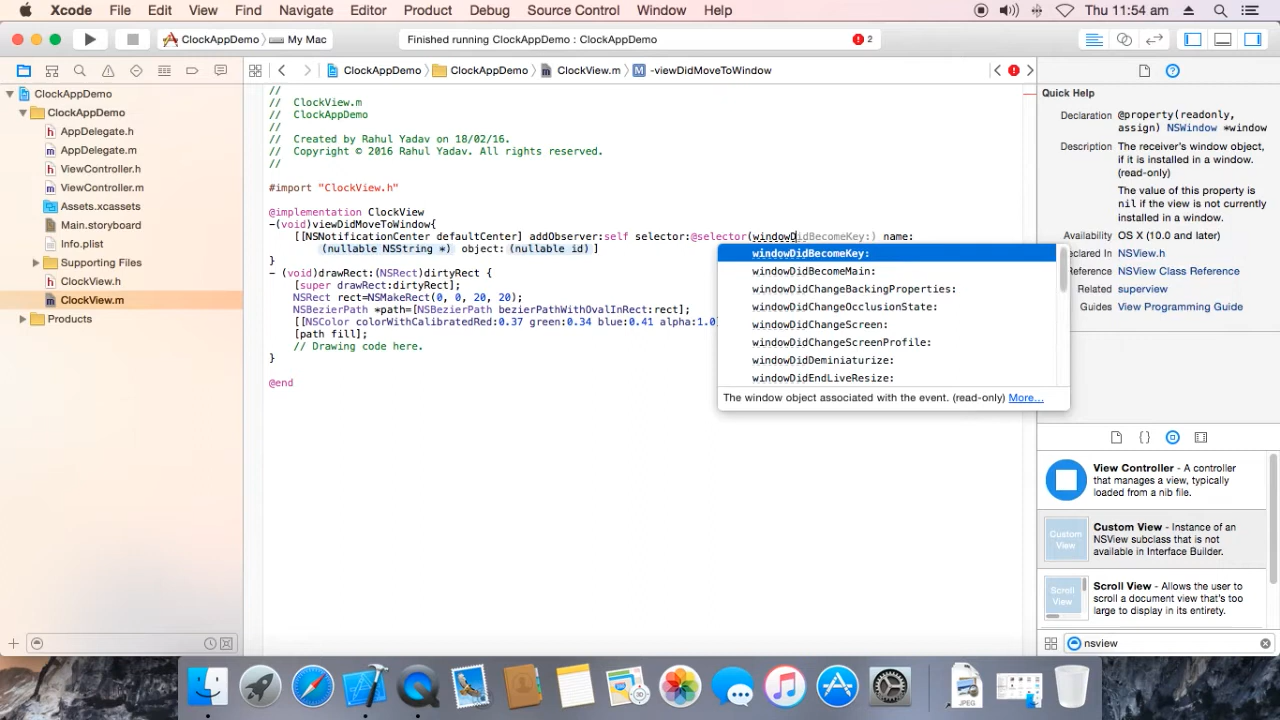 Xcode File Edit View Find Navigate Editor Product Debug Source Control Window Help Thu 11:54 am
ClockAppDemo My Mac Finished running ClockAppDemo : ClockAppDemo 2
ClockAppDemo ClockAppDemo ClockView.m M -viewDidMoveToWindow
ClockAppDemo
ClockAppDemo
h AppDelegate.h
m AppDelegate.m
h ViewController.h
m ViewController.m
Assets.xcassets
Main.storyboard
Info.plist
Supporting Files
h ClockView.h
m ClockView.m
Products
//
// ClockView.m
// ClockAppDemo
//
// Created by Rahul Yadav on 18/02/16.
// Copyright © 2016 Rahul Yadav. All rights reserved.
//
#import "ClockView.h"
@implementation ClockView
-(void)viewDidMoveToWindow{
[[NSNotificationCenter defaultCenter] addObserver:self selector:@selector(windowDidBecomeKey:) name:
(nullable NSString *) object:(nullable id)]
}
- (void)drawRect:(NSRect)dirtyRect {
[super drawRect:dirtyRect];
NSRect rect=NSMakeRect(0, 0, 20, 20);
NSBezierPath *path=[NSBezierPath bezierPathWithOvalInRect:rect];
[[NSColor colorWithCalibratedRed:0.37 green:0.34 blue:0.41 alpha:1.0]
[path fill];
// Drawing code here.
}
@end
windowDidBecomeKey:
windowDidBecomeMain:
windowDidChangeBackingProperties:
windowDidChangeOcclusionState:
windowDidChangeScreen:
windowDidChangeScreenProfile:
windowDidDeminiaturize:
windowDidEndLiveResize:
The window object associated with the event. (read-only) More...
Quick Help
Declaration @property(readonly,
assign) NSWindow *window
Description The receiver's window object,
if it is installed in a window.
(read-only)
The value of this property is
nil if the view is not
currently installed in a
window.
Availability OS X (10.0 and later)
Declared In NSView.h
Reference NSView Class Reference
Related superview
Guides View Programming Guide
View Controller - A controller
that manages a view, typically
loaded from a nib file.
Custom View - Instance of an
NSView subclass that is not
available in Interface Builder.
Custom
View
Scroll View - Allows the user to
scroll a document view that's too
large to display in its entirety.
Scroll
View
nsview
JPEG